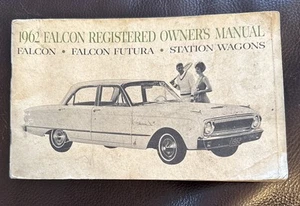 1962 FALCON REGISTERED OWNER'S MANUAL
FALCON • FALCON FUTURA • STATION WAGONS